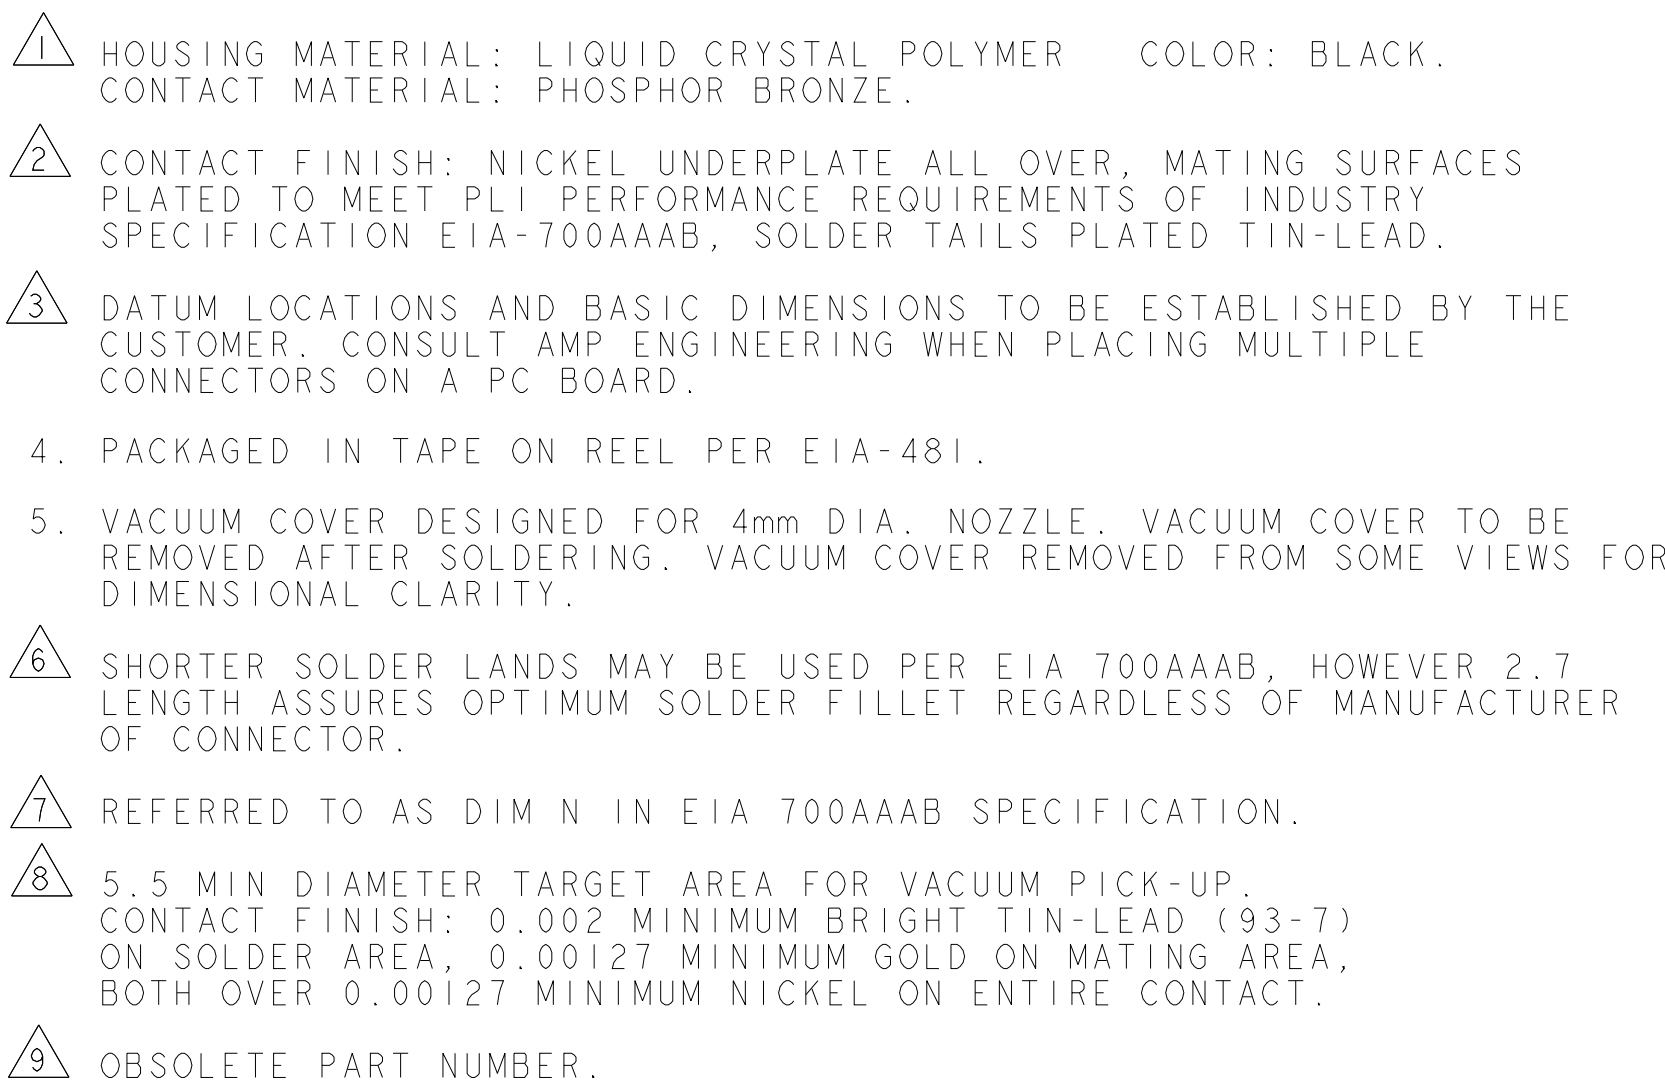 1 HOUSING MATERIAL: LIQUID CRYSTAL POLYMER COLOR: BLACK.
CONTACT MATERIAL: PHOSPHOR BRONZE.
2 CONTACT FINISH: NICKEL UNDERPLATE ALL OVER, MATING SURFACES
PLATED TO MEET PL1 PERFORMANCE REQUIREMENTS OF INDUSTRY
SPECIFICATION EIA-700AAAB, SOLDER TAILS PLATED TIN-LEAD.
3 DATUM LOCATIONS AND BASIC DIMENSIONS TO BE ESTABLISHED BY THE
CUSTOMER. CONSULT AMP ENGINEERING WHEN PLACING MULTIPLE
CONNECTORS ON A PC BOARD.
4. PACKAGED IN TAPE ON REEL PER EIA-481.
5. VACUUM COVER DESIGNED FOR 4mm DIA. NOZZLE. VACUUM COVER TO BE
REMOVED AFTER SOLDERING. VACUUM COVER REMOVED FROM SOME VIEWS FOR
DIMENSIONAL CLARITY.
6 SHORTER SOLDER LANDS MAY BE USED PER EIA 700AAAB, HOWEVER 2.7
LENGTH ASSURES OPTIMUM SOLDER FILLET REGARDLESS OF MANUFACTURER
OF CONNECTOR.
7 REFERRED TO AS DIM N IN EIA 700AAAB SPECIFICATION.
8 5.5 MIN DIAMETER TARGET AREA FOR VACUUM PICK-UP.
CONTACT FINISH: 0.002 MINIMUM BRIGHT TIN-LEAD (93-7)
ON SOLDER AREA, 0.00127 MINIMUM GOLD ON MATING AREA,
BOTH OVER 0.00127 MINIMUM NICKEL ON ENTIRE CONTACT.
9 OBSOLETE PART NUMBER.